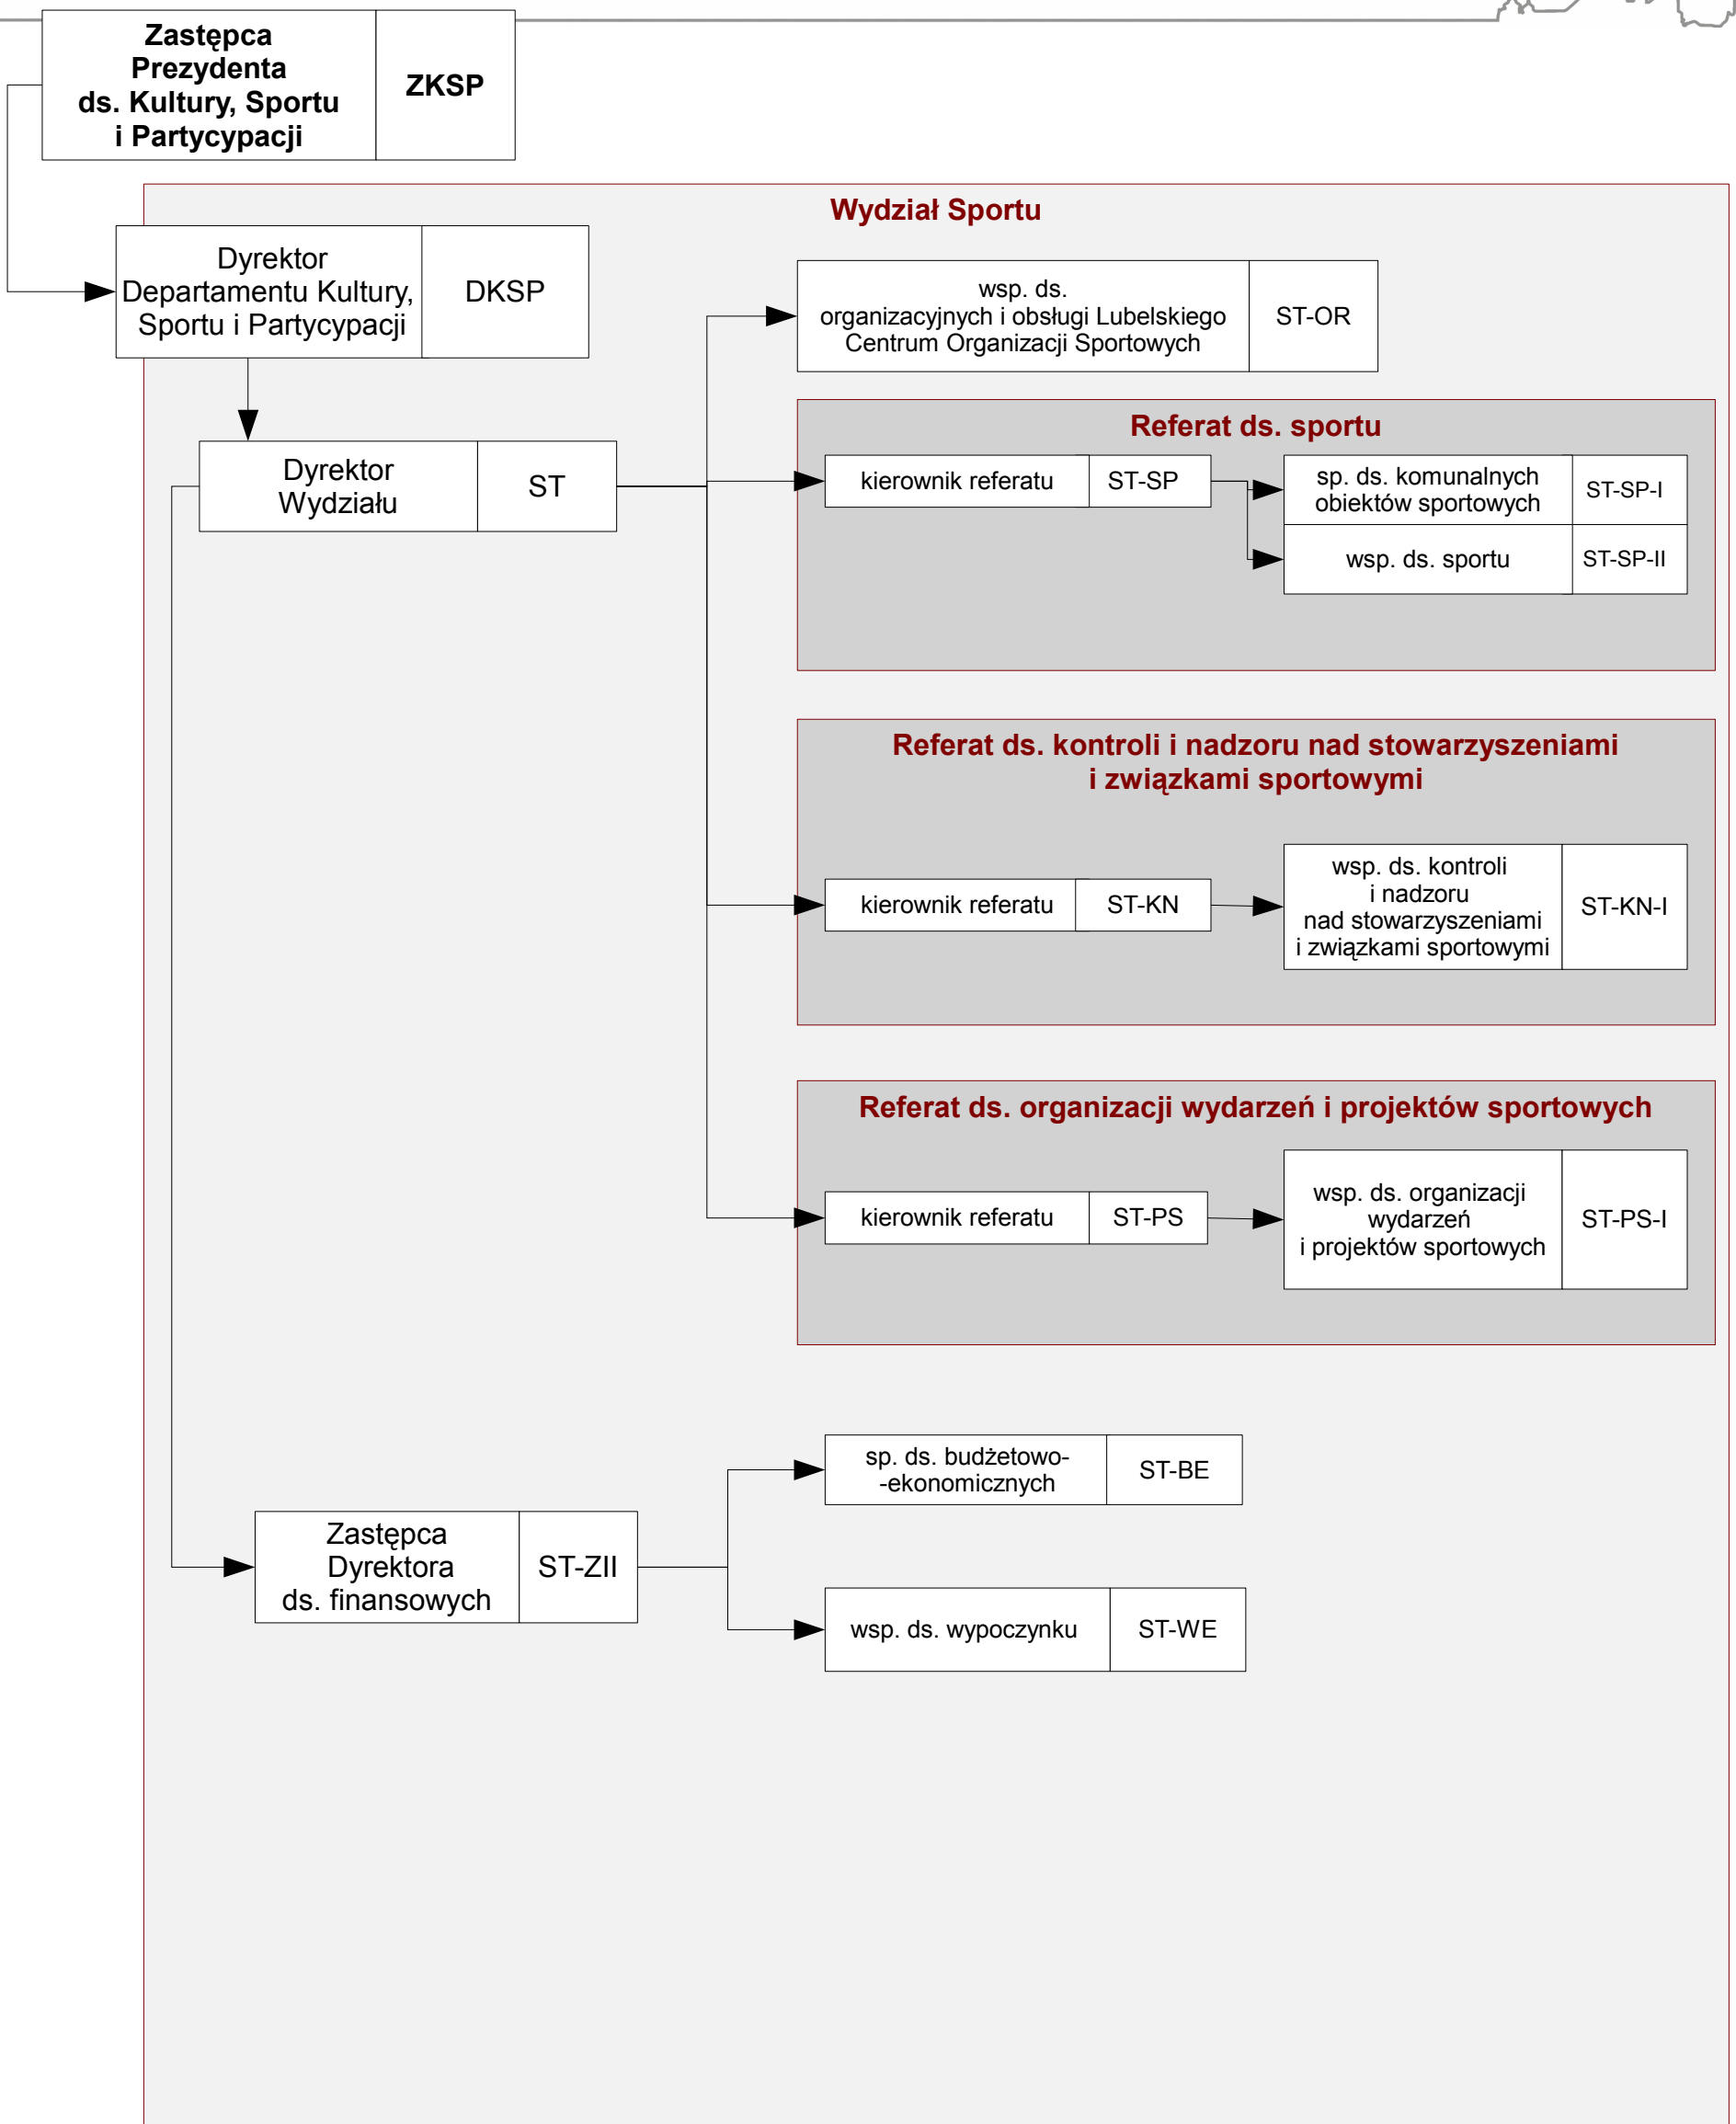 Zastępca
Prezydenta
ds. Kultury, Sportu
i Partycypacji
ZKSP
Wydział Sportu
Dyrektor
Departamentu Kultury,
Sportu i Partycypacji
DKSP
wsp. ds.
organizacyjnych i obsługi Lubelskiego
Centrum Organizacji Sportowych
ST-OR
Dyrektor
Wydziału
ST
Referat ds. sportu
kierownik referatu
ST-SP
sp. ds. komunalnych
obiektów sportowych
ST-SP-I
wsp. ds. sportu
ST-SP-II
Referat ds. kontroli i nadzoru nad stowarzyszeniami
i związkami sportowymi
kierownik referatu
ST-KN
wsp. ds. kontroli
i nadzoru
nad stowarzyszeniami
i związkami sportowymi
ST-KN-I
Referat ds. organizacji wydarzeń i projektów sportowych
kierownik referatu
ST-PS
wsp. ds. organizacji
wydarzeń
i projektów sportowych
ST-PS-I
Zastępca
Dyrektora
ds. finansowych
ST-ZII
sp. ds. budżetowo-
-ekonomicznych
ST-BE
wsp. ds. wypoczynku
ST-WE